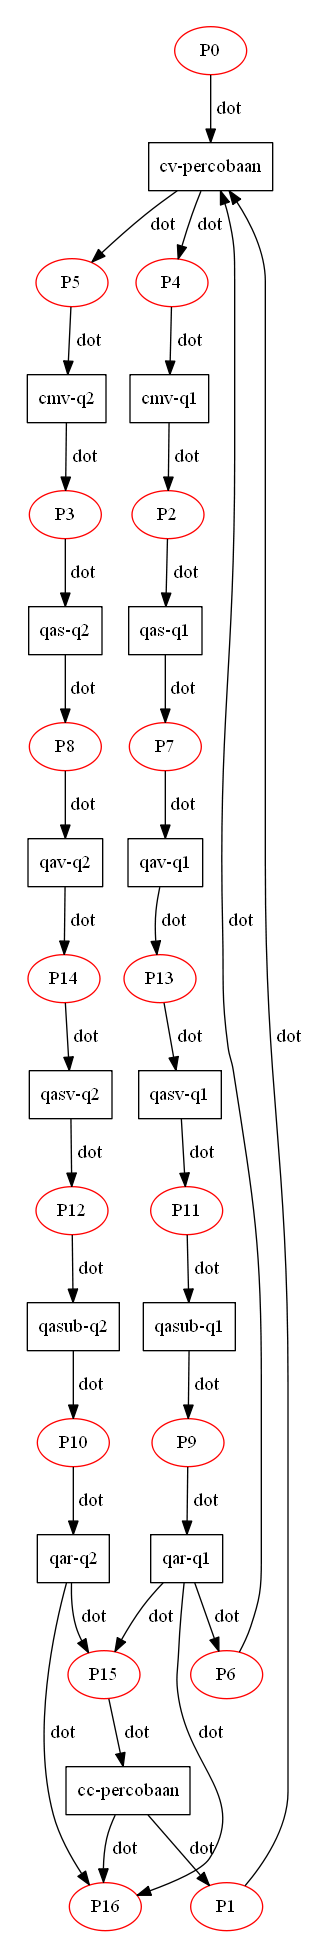 P0
dot
cv-percobaan
dot dot
P5 P4
dot dot
cmv-q2 cmv-q1
dot dot
P3 P2
dot dot
qas-q2 qas-q1
dot dot
P8 P7
dot dot
qav-q2 qav-q1
dot dot dot
P14 P13
dot dot dot
qasv-q2 qasv-q1
dot dot
P12 P11
dot dot
qasub-q2 qasub-q1
dot dot
P10 P9
dot dot
qar-q2 qar-q1
dot dot dot
P15 P6
dot dot dot
cc-percobaan
dot dot
P16 P1